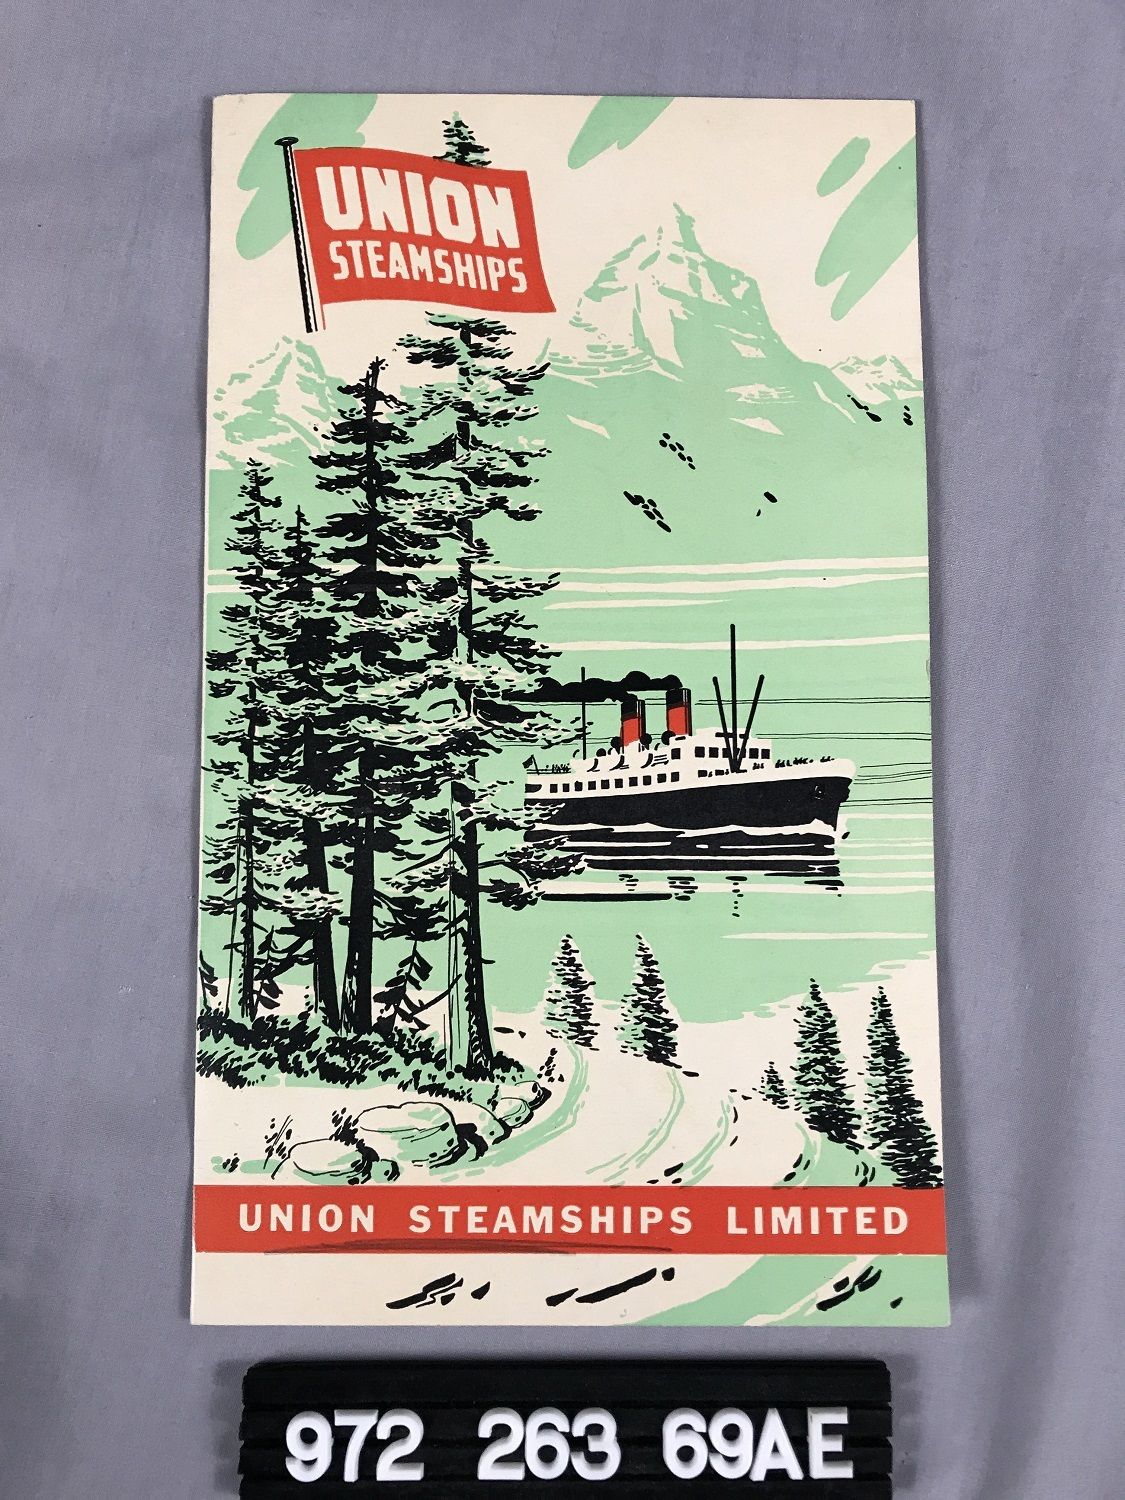 UNION
STEAMSHIPS
UNION STEAMSHIPS LIMITED
972 263 69AE